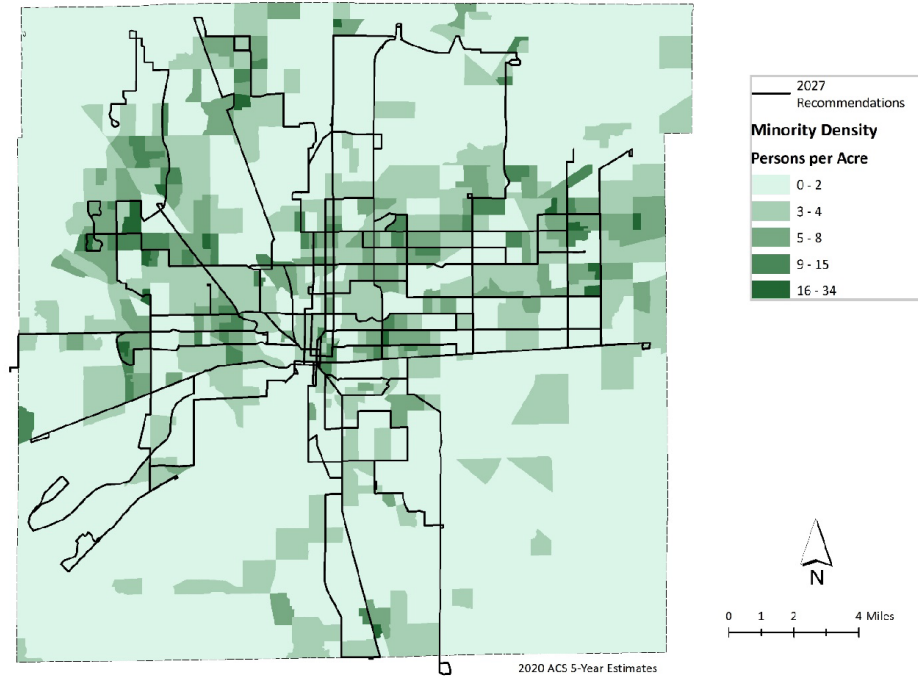 2027
Recommendations
Minority Density
Persons per Acre
0 - 2
3 - 4
5 - 8
9 - 15
16 - 34
N
0 1 2 4 Miles
2020 ACS 5-Year Estimates